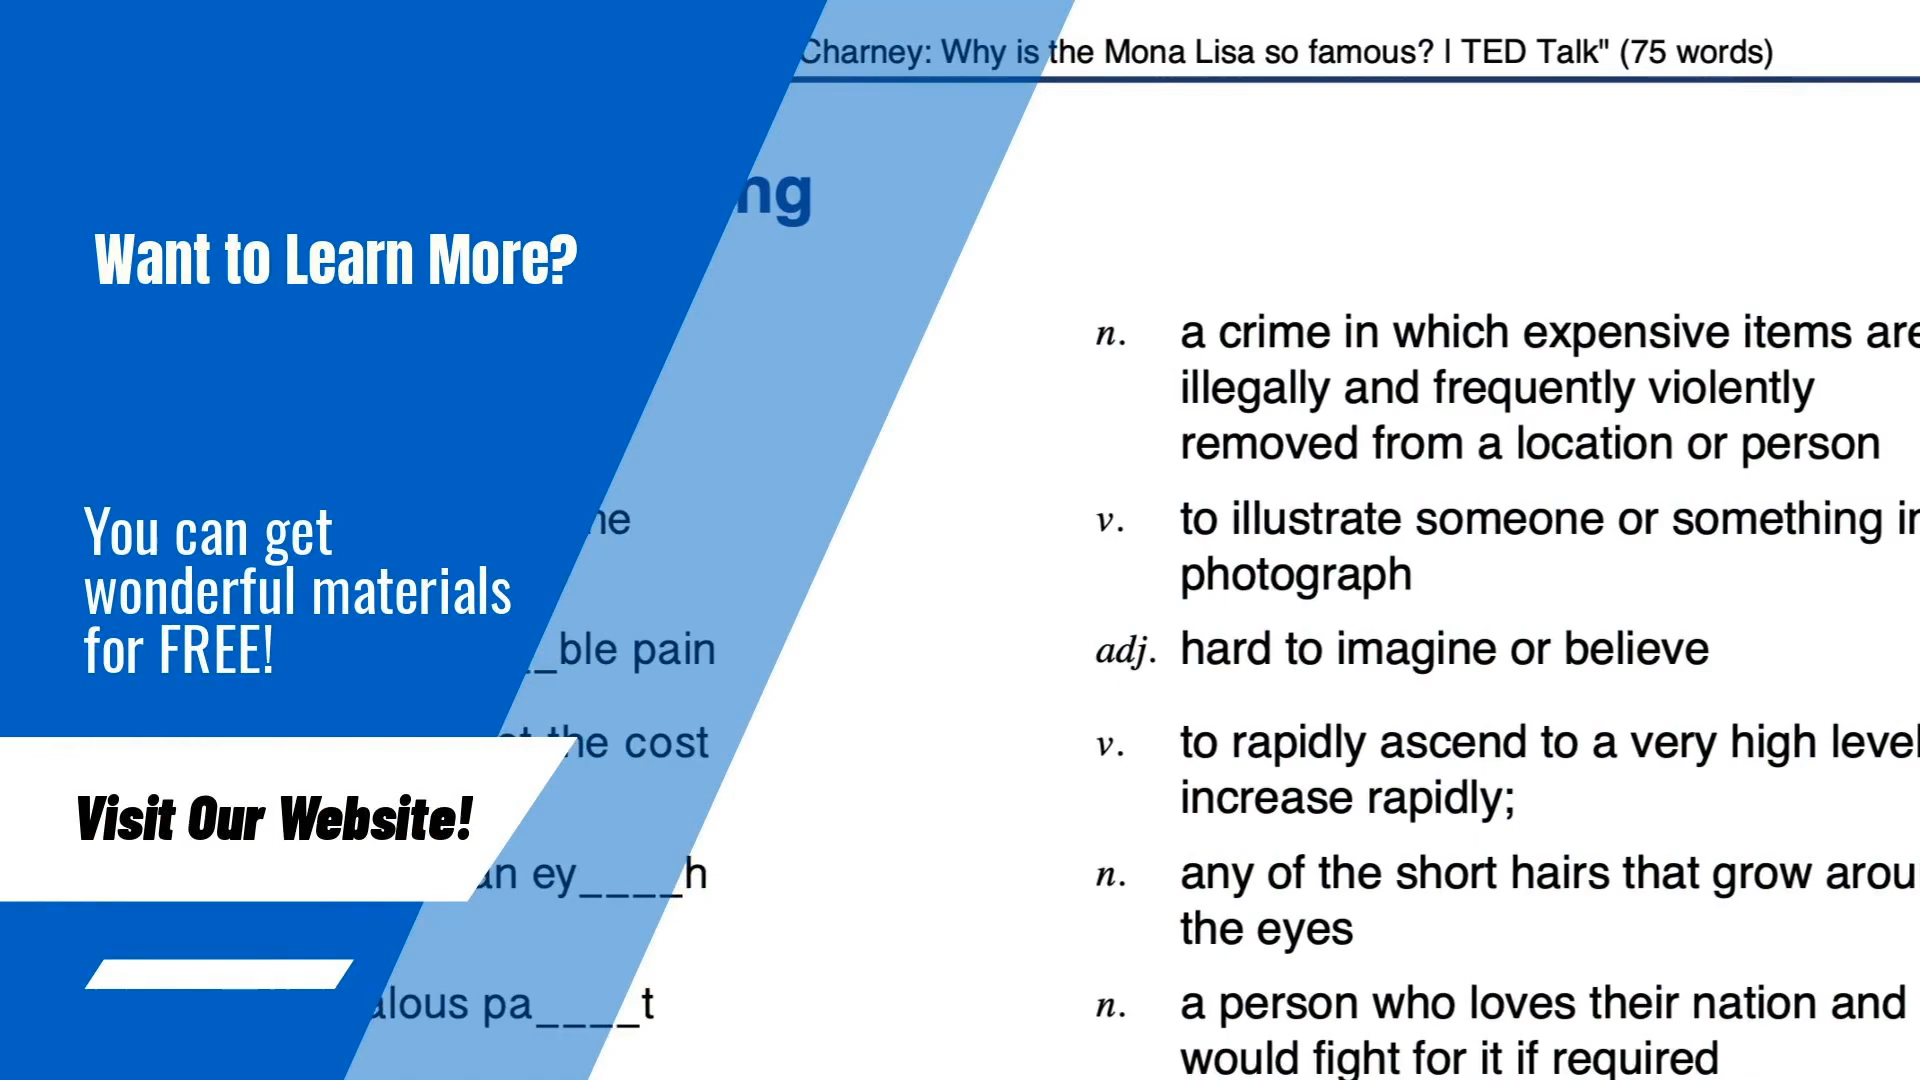 Charney: Why is the Mona Lisa so famous? | TED Talk" (75 words)
Want to Learn More?
You can get
wonderful materials
for FREE!
Visit Our Website!
ble pain
the cost
ey____h
alous pa____t
n. a crime in which expensive items are
illegally and frequently violently
removed from a location or person
v. to illustrate someone or something in
photograph
adj. hard to imagine or believe
v. to rapidly ascend to a very high level
increase rapidly;
n. any of the short hairs that grow arou
the eyes
n. a person who loves their nation and
would fight for it if required